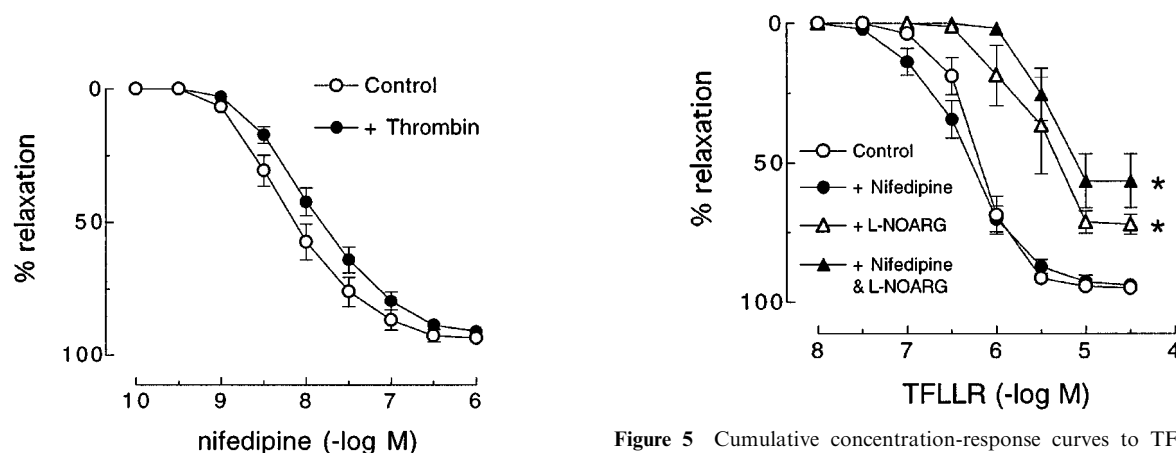 0
50
100
% relaxation
Control
+ Thrombin
10 9 8 7 6
nifedipine (-log M)
0
50
100
% relaxation
Control
+ Nifedipine
+ L-NOARG
+ Nifedipine
& L-NOARG
*
*
8 7 6 5 4
TFLLR (-log M)
Figure 5 Cumulative concentration-response curves to TF